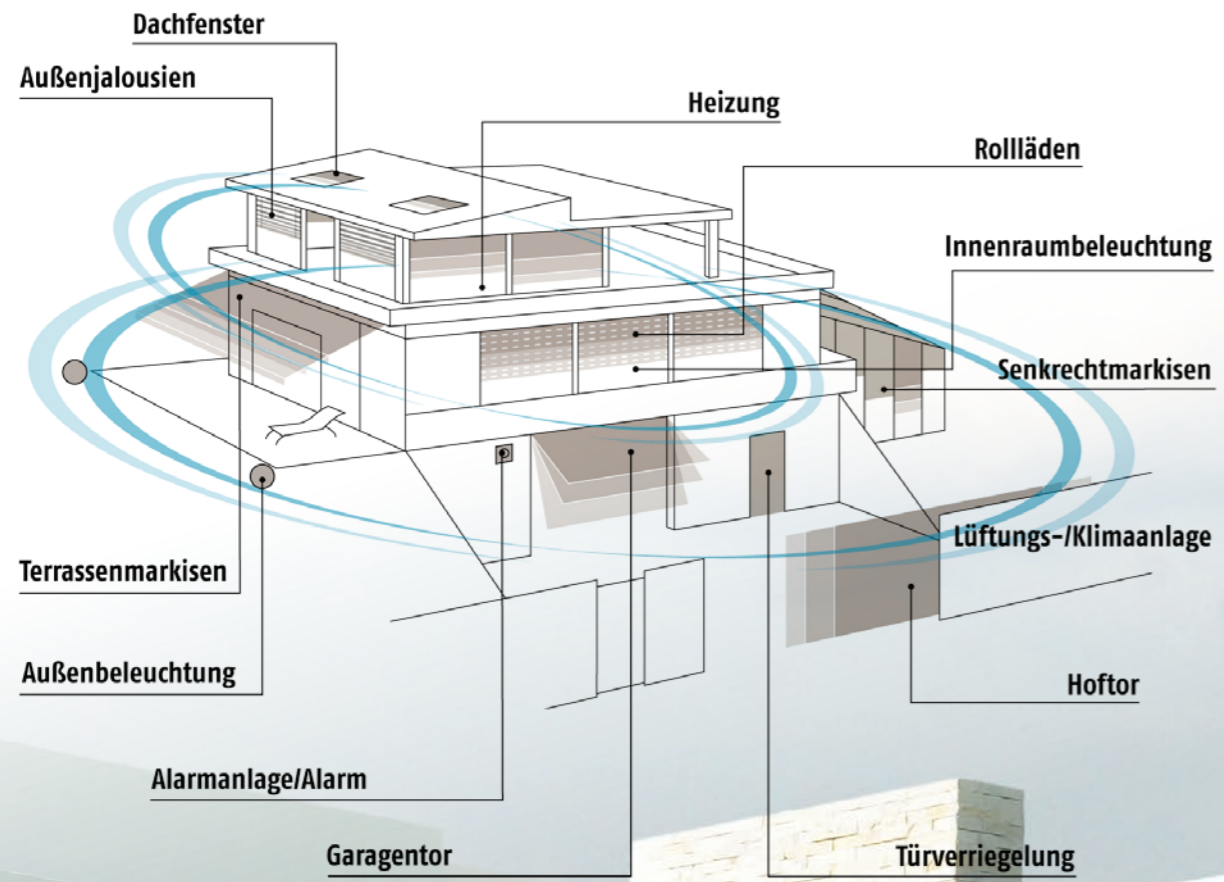 Dachfenster
Außenjalousien
Heizung
Rollläden
Innenraumbeleuchtung
Senkrechtmarkisen
Lüftungs-/Klimaanlage
Terrassenmarkisen
Außenbeleuchtung
Hoftor
Alarmanlage/Alarm
Garagentor
Türverriegelung